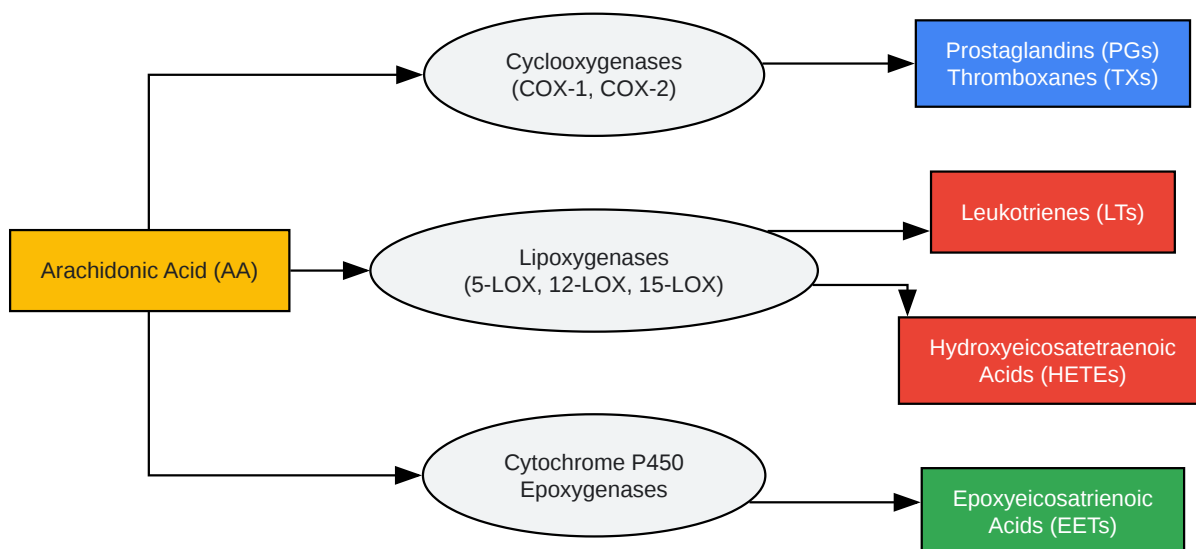 Cyclooxygenases
(COX-1, COX-2)
Prostaglandins (PGs)
Thromboxanes (TXs)
Arachidonic Acid (AA)
Lipoxygenases
(5-LOX, 12-LOX, 15-LOX)
Leukotrienes (LTs)
Hydroxyeicosatetraenoic
Acids (HETEs)
Cytochrome P450
Epoxygenases
Epoxyeicosatrienoic
Acids (EETs)